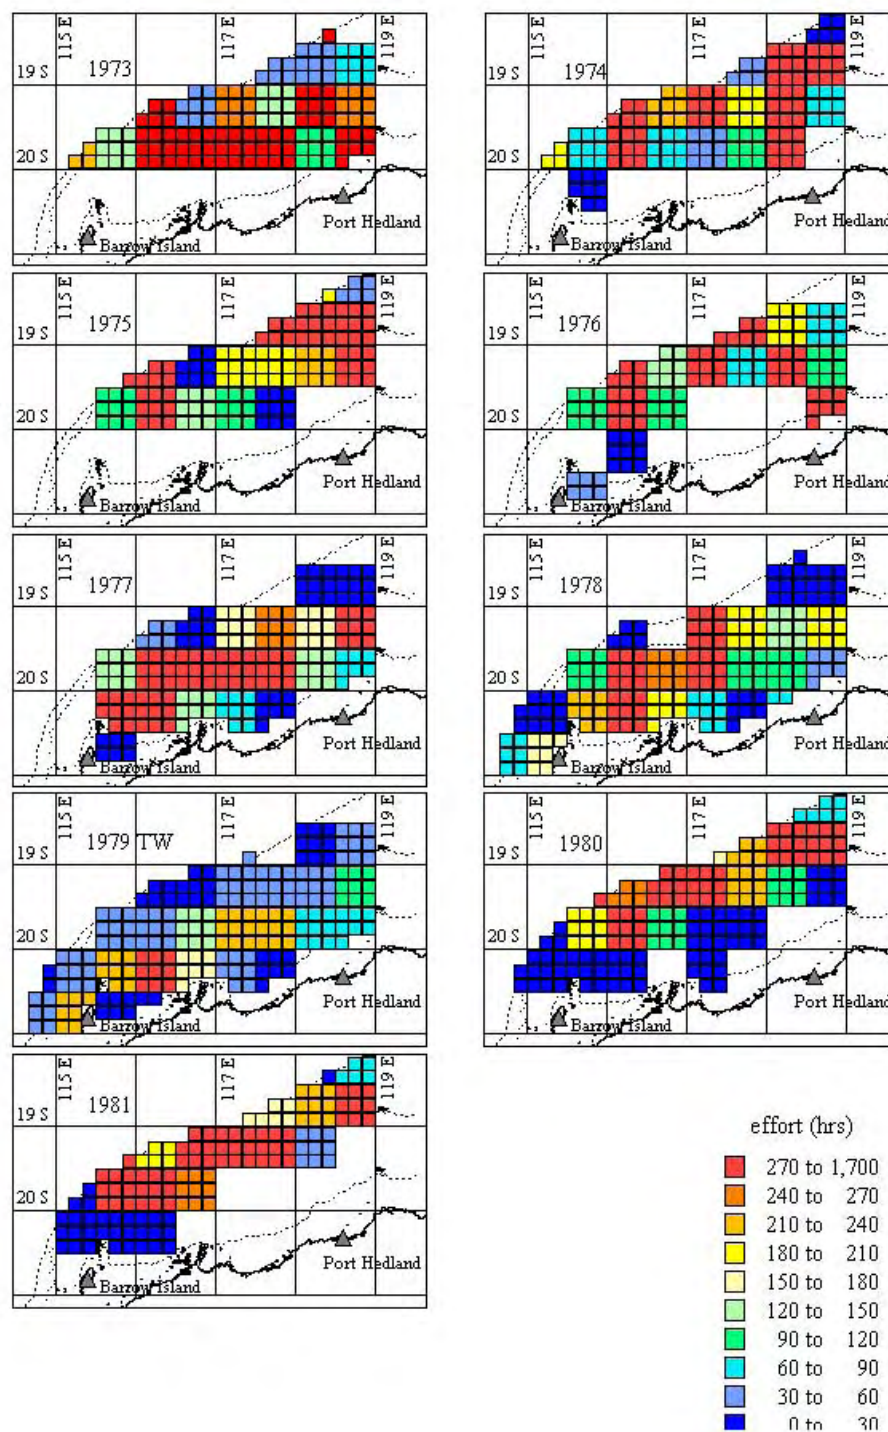 115 E
117 E
119 E
19 S
1973
20 S
Port Hedland
Barrow Island
115 E
117 E
119 E
19 S
1974
20 S
Port Hedland
Barrow Island
115 E
117 E
119 E
19 S
1975
20 S
Port Hedland
Barrow Island
115 E
117 E
119 E
19 S
1976
20 S
Port Hedland
Barrow Island
115 E
117 E
119 E
19 S
1977
20 S
Port Hedland
Barrow Island
115 E
117 E
119 E
19 S
1978
20 S
Port Hedland
Barrow Island
115 E
117 E
119 E
19 S
1979 TW
20 S
Port Hedland
Barrow Island
115 E
117 E
119 E
19 S
1980
20 S
Port Hedland
Barrow Island
115 E
117 E
119 E
19 S
1981
20 S
Port Hedland
Barrow Island
effort (hrs)
270 to 1,700
240 to 270
210 to 240
180 to 210
150 to 180
120 to 150
90 to 120
60 to 90
30 to 60
0 to 30